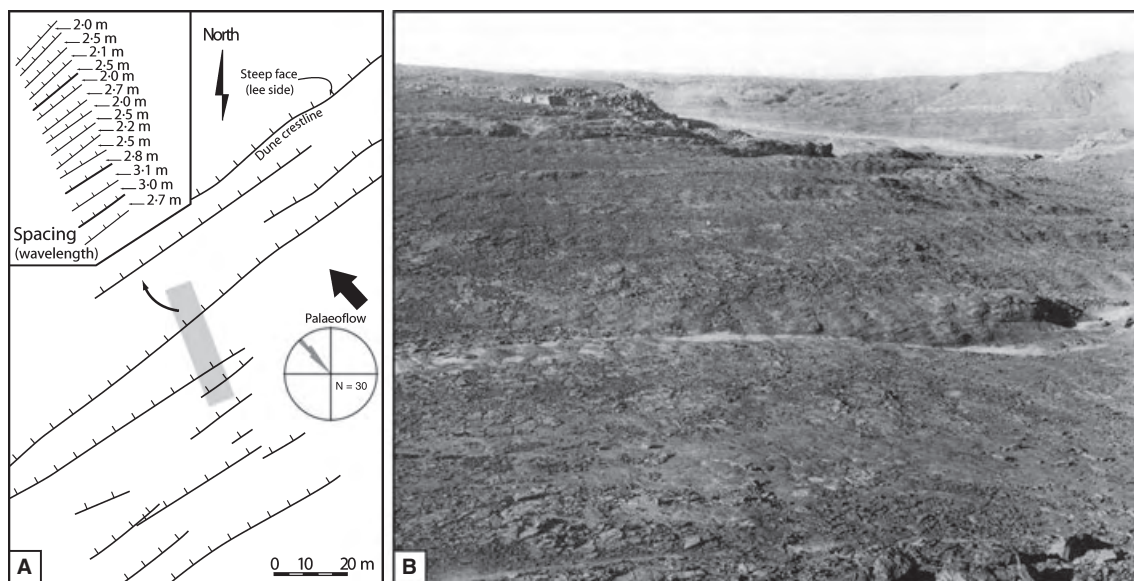 2·0 m
2·5 m
2·1 m
2·5 m
2·0 m
2·7 m
2·0 m
2·5 m
2·2 m
2·5 m
2·8 m
3·1 m
3·0 m
2·7 m
Spacing
(wavelength)
North
Steep face
(lee side)
Dune crestline
Palaeoflow
N = 30
0 10 20 m
A
B